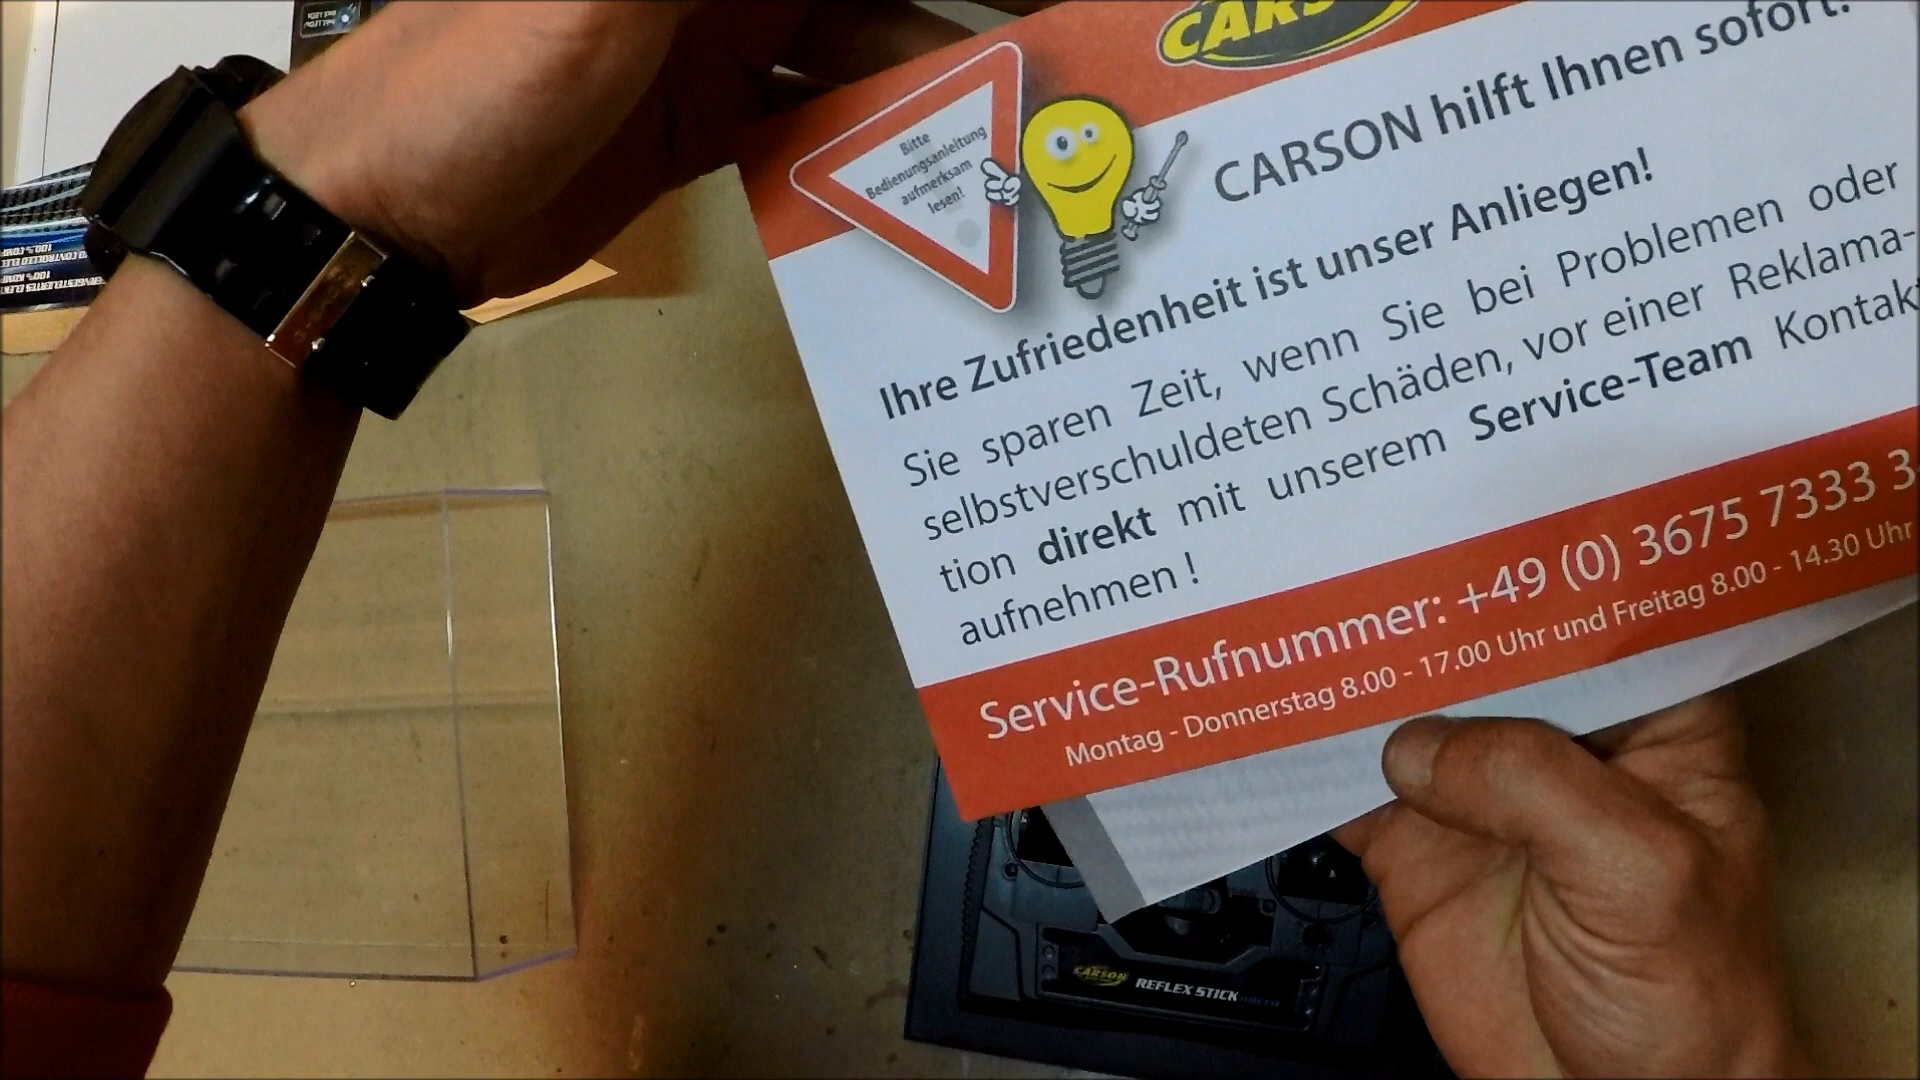 CARSON
Bitte
Bedienungsanleitung
aufmerksam
lesen!
CARSON hilft Ihnen sofort!
Ihre Zufriedenheit ist unser Anliegen!
Sie sparen Zeit, wenn Sie bei Problemen oder
selbstverschuldeten Schäden, vor einer Reklama-
tion direkt mit unserem Service-Team Kontakt
aufnehmen !
Service-Rufnummer: +49 (0) 3675 7333 3
Montag - Donnerstag 8.00 - 17.00 Uhr und Freitag 8.00 - 14.30 Uhr
CARSON REFLEX STICK micro